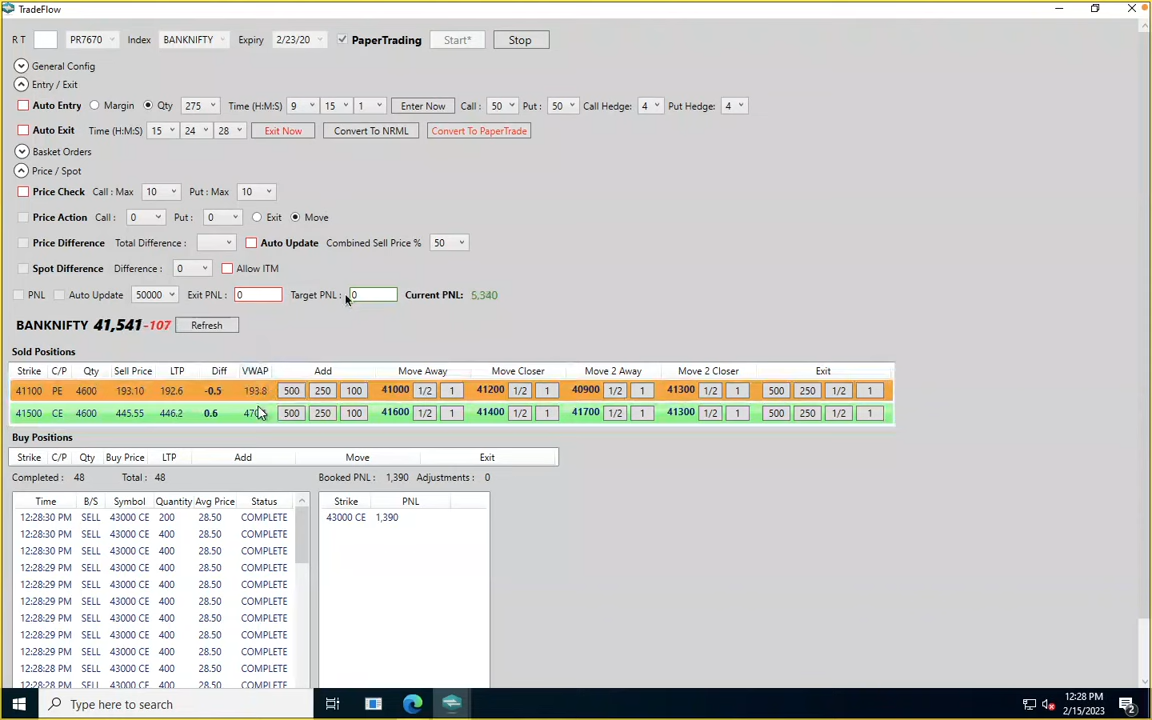 TradeFlow
R T PR7670 Index BANKNIFTY Expiry 2/23/20 PaperTrading Start* Stop
General Config
Entry / Exit
Auto Entry Margin Qty 275 Time (H:M:S) 9 15 1 Enter Now Call : 50 Put : 50 Call Hedge: 4 Put Hedge: 4
Auto Exit Time (H:M:S) 15 24 28 Exit Now Convert To NRML Convert To PaperTrade
Basket Orders
Price / Spot
Price Check Call : Max 10 Put : Max 10
Price Action Call : 0 Put : 0 Exit Move
Price Difference Total Difference : Auto Update Combined Sell Price % 50
Spot Difference Difference : 0 Allow ITM
PNL Auto Update 50000 Exit PNL : 0 Target PNL : 0 Current PNL: 5,340
BANKNIFTY 41,541 -107 Refresh
Sold Positions
Strike C/P Qty Sell Price LTP Diff VWAP Add Move Away Move Closer Move 2 Away Move 2 Closer Exit
41100 PE 4600 193.10 192.6 -0.5 193.8 500 250 100 41000 1/2 1 41200 1/2 1 40900 1/2 1 41300 1/2 1 500 250 1/2 1
41500 CE 4600 445.55 446.2 0.6 500 250 100 41600 1/2 1 41400 1/2 1 41700 1/2 1 41300 1/2 1 500 250 1/2 1
Buy Positions
Strike C/P Qty Buy Price LTP Add Move Exit
Completed : 48 Total : 48 Booked PNL : 1,390 Adjustments : 0
Time B/S Symbol Quantity Avg Price Status Strike PNL
12:28:30 PM SELL 43000 CE 200 28.50 COMPLETE 43000 CE 1,390
12:28:30 PM SELL 43000 CE 400 28.50 COMPLETE
12:28:30 PM SELL 43000 CE 400 28.50 COMPLETE
12:28:29 PM SELL 43000 CE 400 28.50 COMPLETE
12:28:29 PM SELL 43000 CE 400 28.50 COMPLETE
12:28:29 PM SELL 43000 CE 400 28.50 COMPLETE
12:28:29 PM SELL 43000 CE 400 28.50 COMPLETE
12:28:29 PM SELL 43000 CE 400 28.50 COMPLETE
12:28:29 PM SELL 43000 CE 400 28.50 COMPLETE
12:28:28 PM SELL 43000 CE 400 28.50 COMPLETE
12:28:28 PM SELL 43000 CE 400 28.50 COMPLETE
Type here to search
12:28 PM
2/15/2023
2